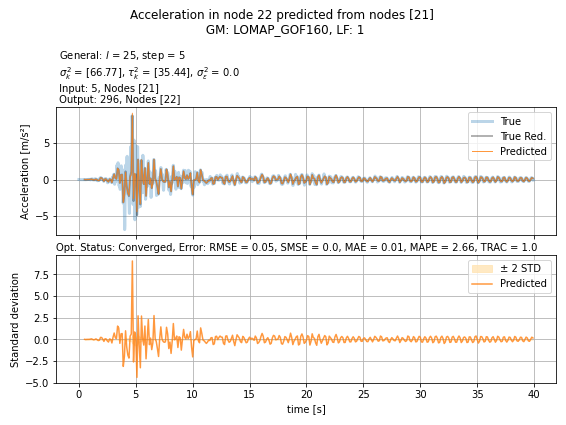 Acceleration in node 22 predicted from nodes [21]
GM: LOMAP_GOF160, LF: 1
General: l = 25, step = 5
σ²ₖ = [66.77], τ²ₖ = [35.44], σ²ε = 0.0
Input: 5, Nodes [21]
Output: 296, Nodes [22]
Acceleration [m/s²]
5
0
−5
True
True Red.
Predicted
Opt. Status: Converged, Error: RMSE = 0.05, SMSE = 0.0, MAE = 0.01, MAPE = 2.66, TRAC = 1.0
Standard deviation
7.5
5.0
2.5
0.0
−2.5
−5.0
± 2 STD
Predicted
0 5 10 15 20 25 30 35 40
time [s]